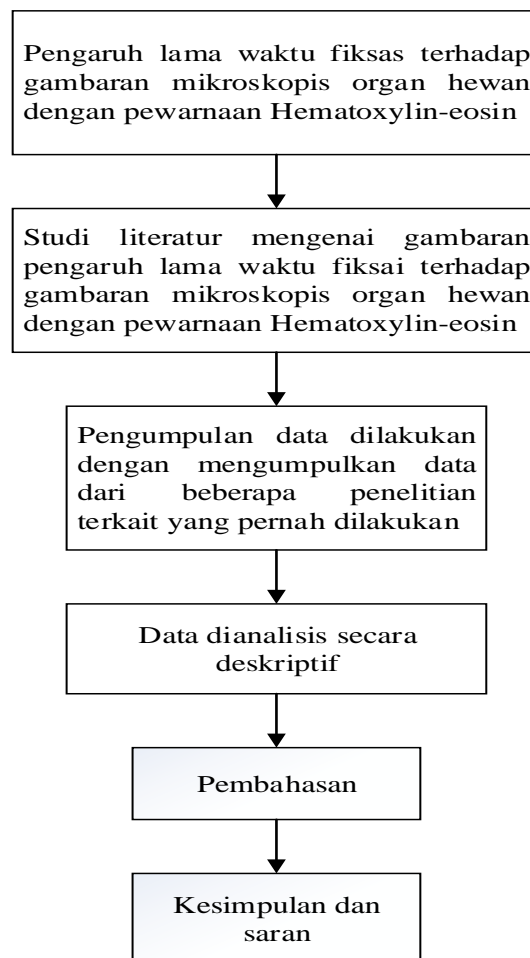 Pengaruh lama waktu fiksas terhadap
gambaran mikroskopis organ hewan
dengan pewarnaan Hematoxylin-eosin
Studi literatur mengenai gambaran
pengaruh lama waktu fiksai terhadap
gambaran mikroskopis organ hewan
dengan pewarnaan Hematoxylin-eosin
Pengumpulan data dilakukan
dengan mengumpulkan data
dari beberapa penelitian
terkait yang pernah dilakukan
Data dianalisis secara
deskriptif
Pembahasan
Kesimpulan dan
saran